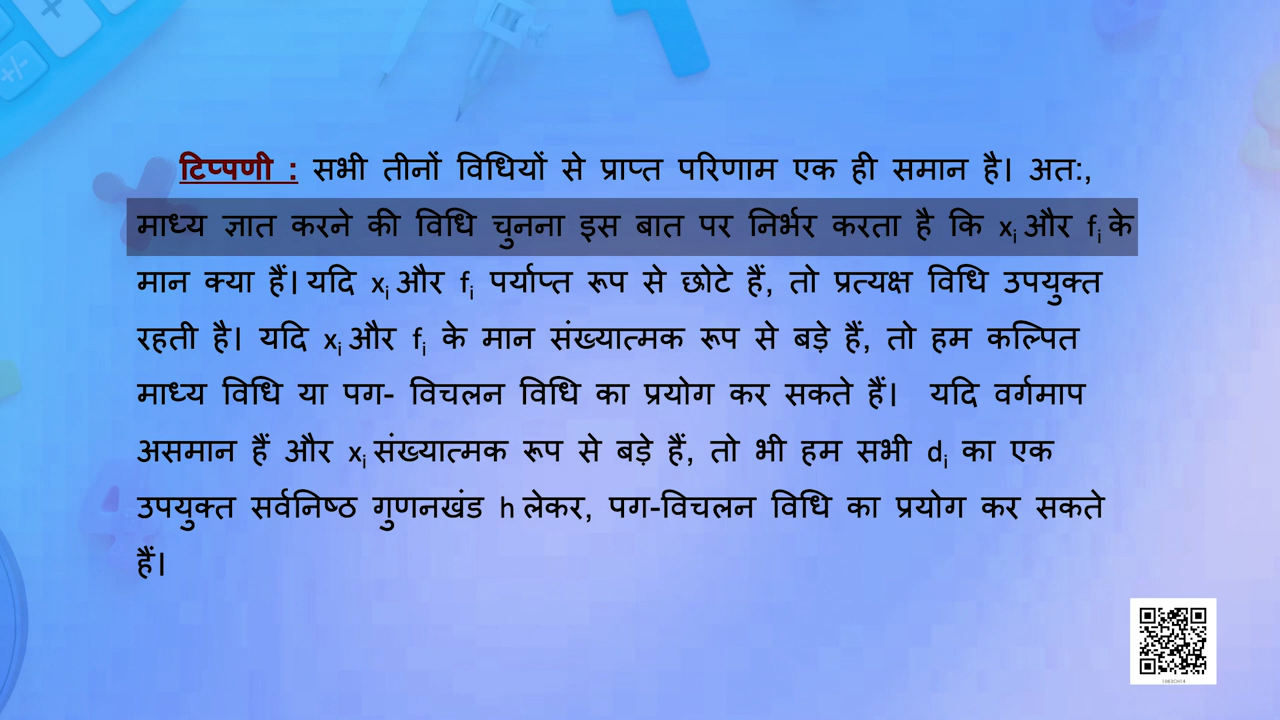 टिप्पणी : सभी तीनों विधियों से प्राप्त परिणाम एक ही समान है। अत:,
माध्य ज्ञात करने की विधि चुनना इस बात पर निर्भर करता है कि xᵢ और fᵢ के
मान क्या हैं। यदि xᵢ और fᵢ पर्याप्त रूप से छोटे हैं, तो प्रत्यक्ष विधि उपयुक्त
रहती है। यदि xᵢ और fᵢ के मान संख्यात्मक रूप से बड़े हैं, तो हम कल्पित
माध्य विधि या पग- विचलन विधि का प्रयोग कर सकते हैं। यदि वर्गमाप
असमान हैं और xᵢ संख्यात्मक रूप से बड़े हैं, तो भी हम सभी dᵢ का एक
उपयुक्त सर्वनिष्ठ गुणनखंड h लेकर, पग-विचलन विधि का प्रयोग कर सकते
हैं।